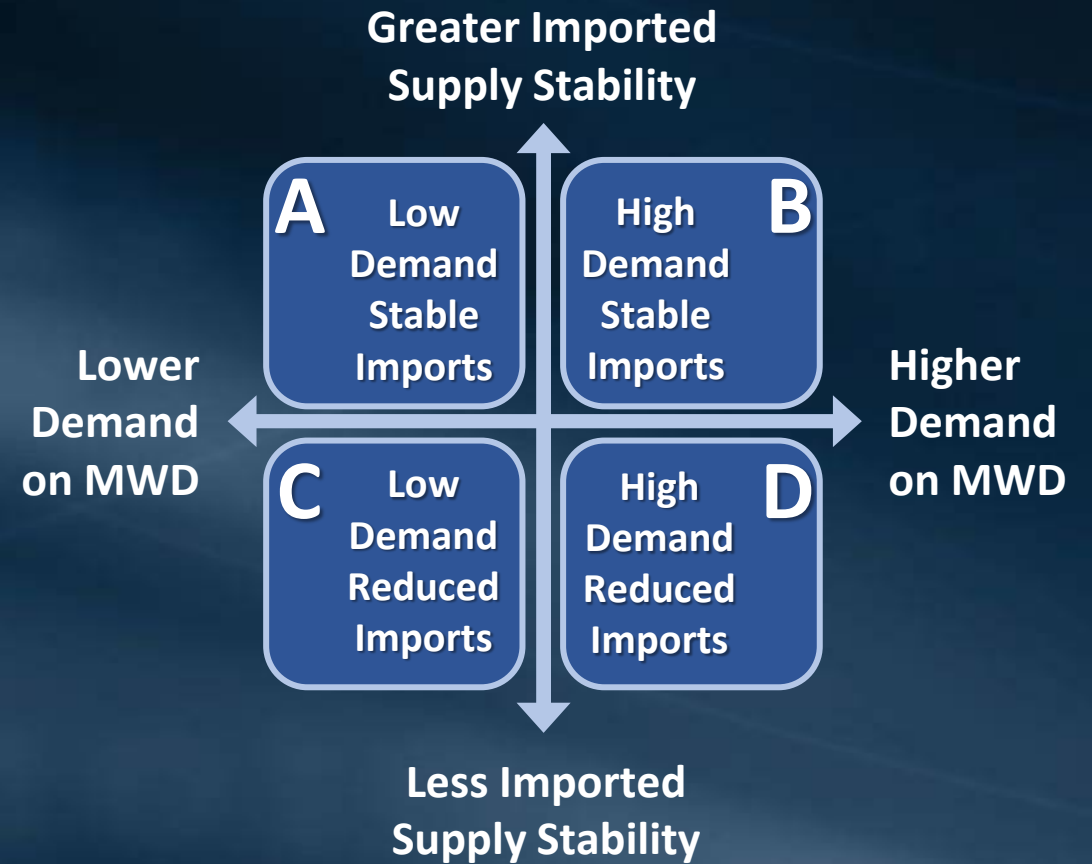 Greater Imported
Supply Stability
A
Low
Demand
Stable
Imports
B
High
Demand
Stable
Imports
Lower
Demand
on MWD
Higher
Demand
on MWD
C
Low
Demand
Reduced
Imports
D
High
Demand
Reduced
Imports
Less Imported
Supply Stability